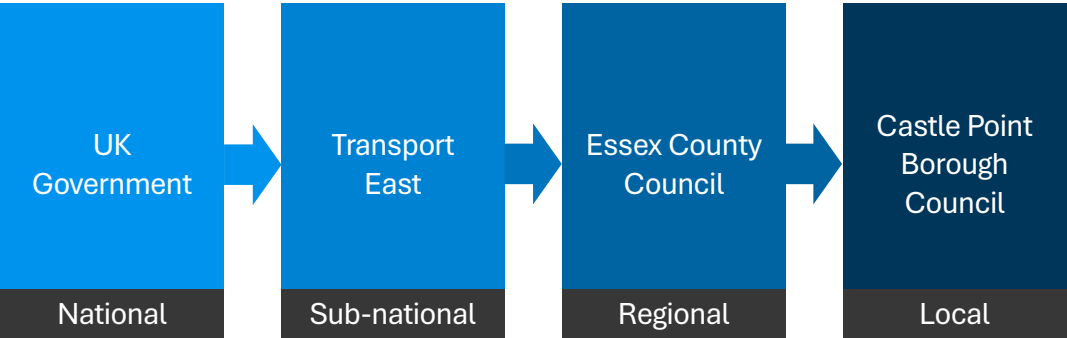 UK
Government
National
Transport
East
Sub-national
Essex County
Council
Regional
Castle Point
Borough
Council
Local